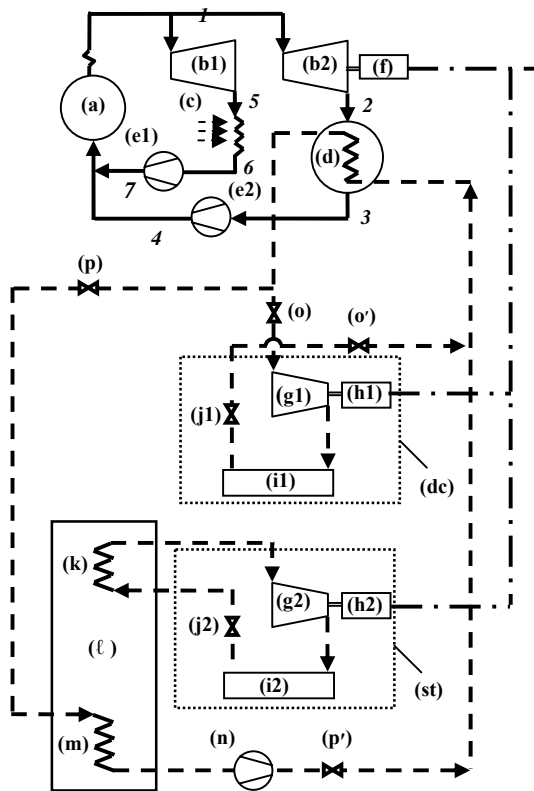 1
(b1)
(b2)
(f)
(a)
(c)
5
2
(e1)
(d)
7
6
(e2)
4
3
(p)
(o)
(o′)
(g1)
(h1)
(j1)
(i1)
(dc)
(k)
(g2)
(h2)
(j2)
(ℓ )
(i2)
(st)
(m)
(n)
(p′)